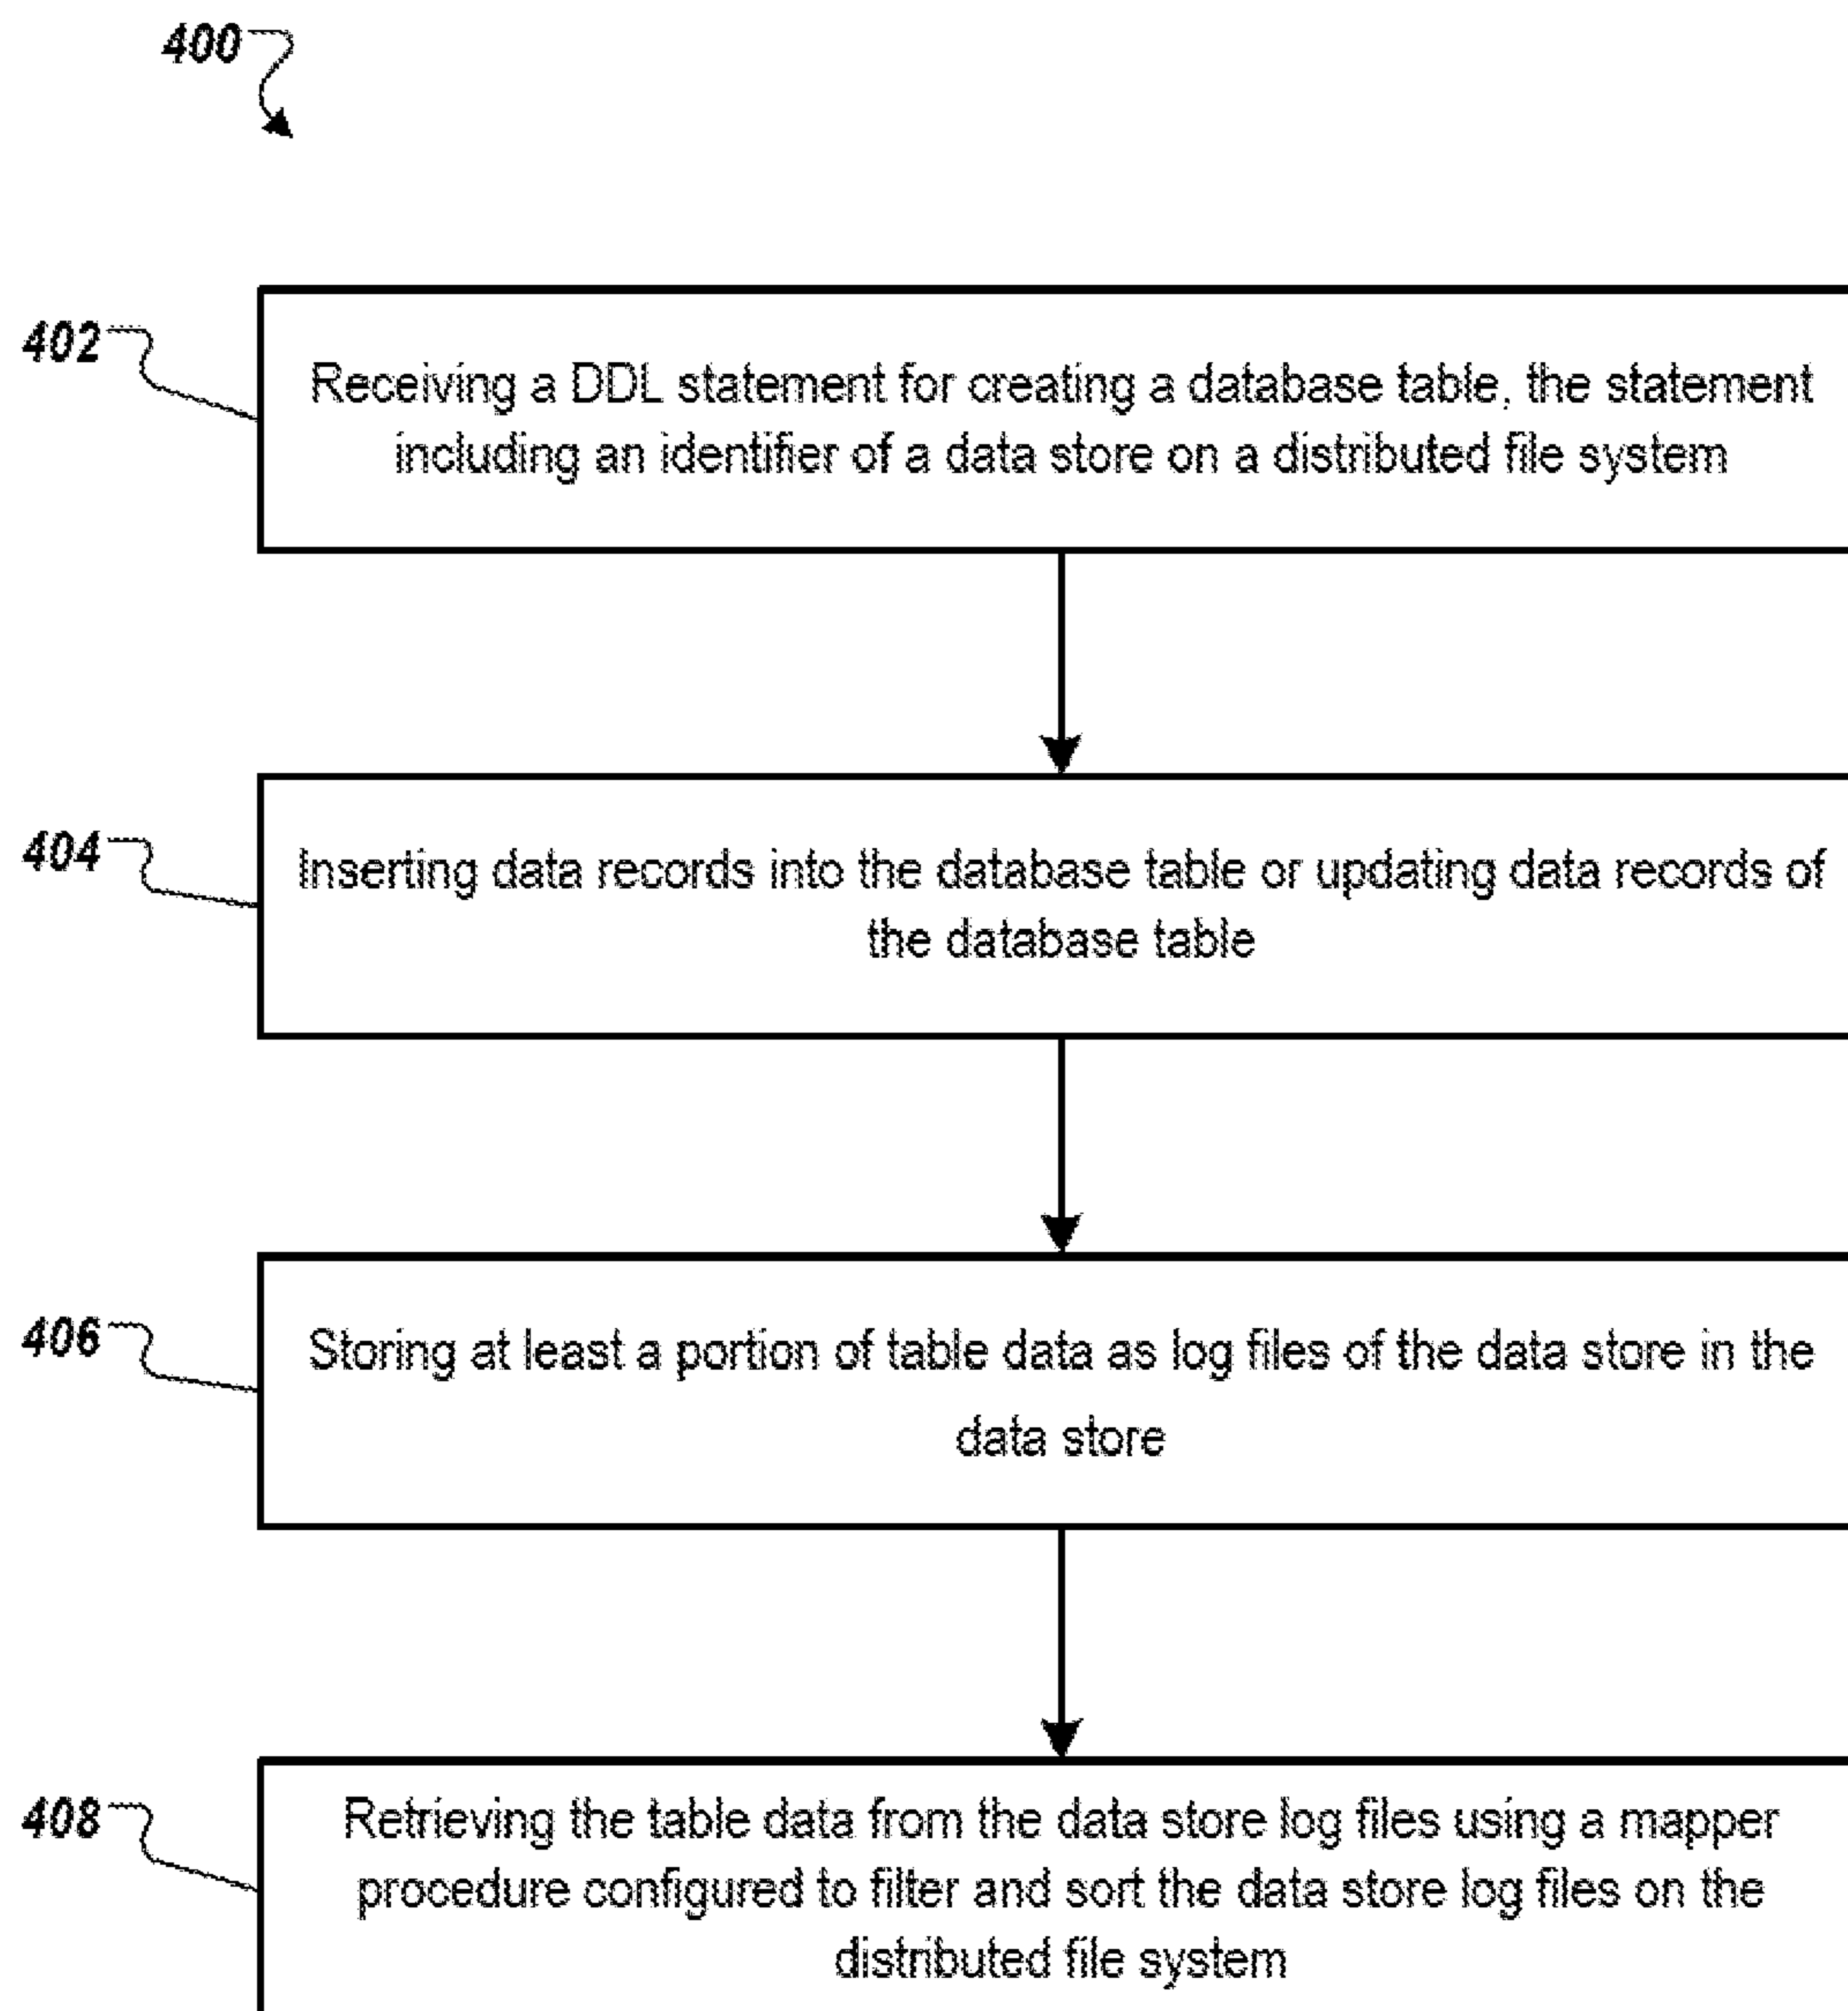 400
402
Receiving a DDL statement for creating a database table, the statement
including an identifier of a data store on a distributed file system
404
Inserting data records into the database table or updating data records of
the database table
406
Storing at least a portion of table data as log files of the data store in the
data store
408
Retrieving the table data from the data store log files using a mapper
procedure configured to filter and sort the data store log files on the
distributed file system